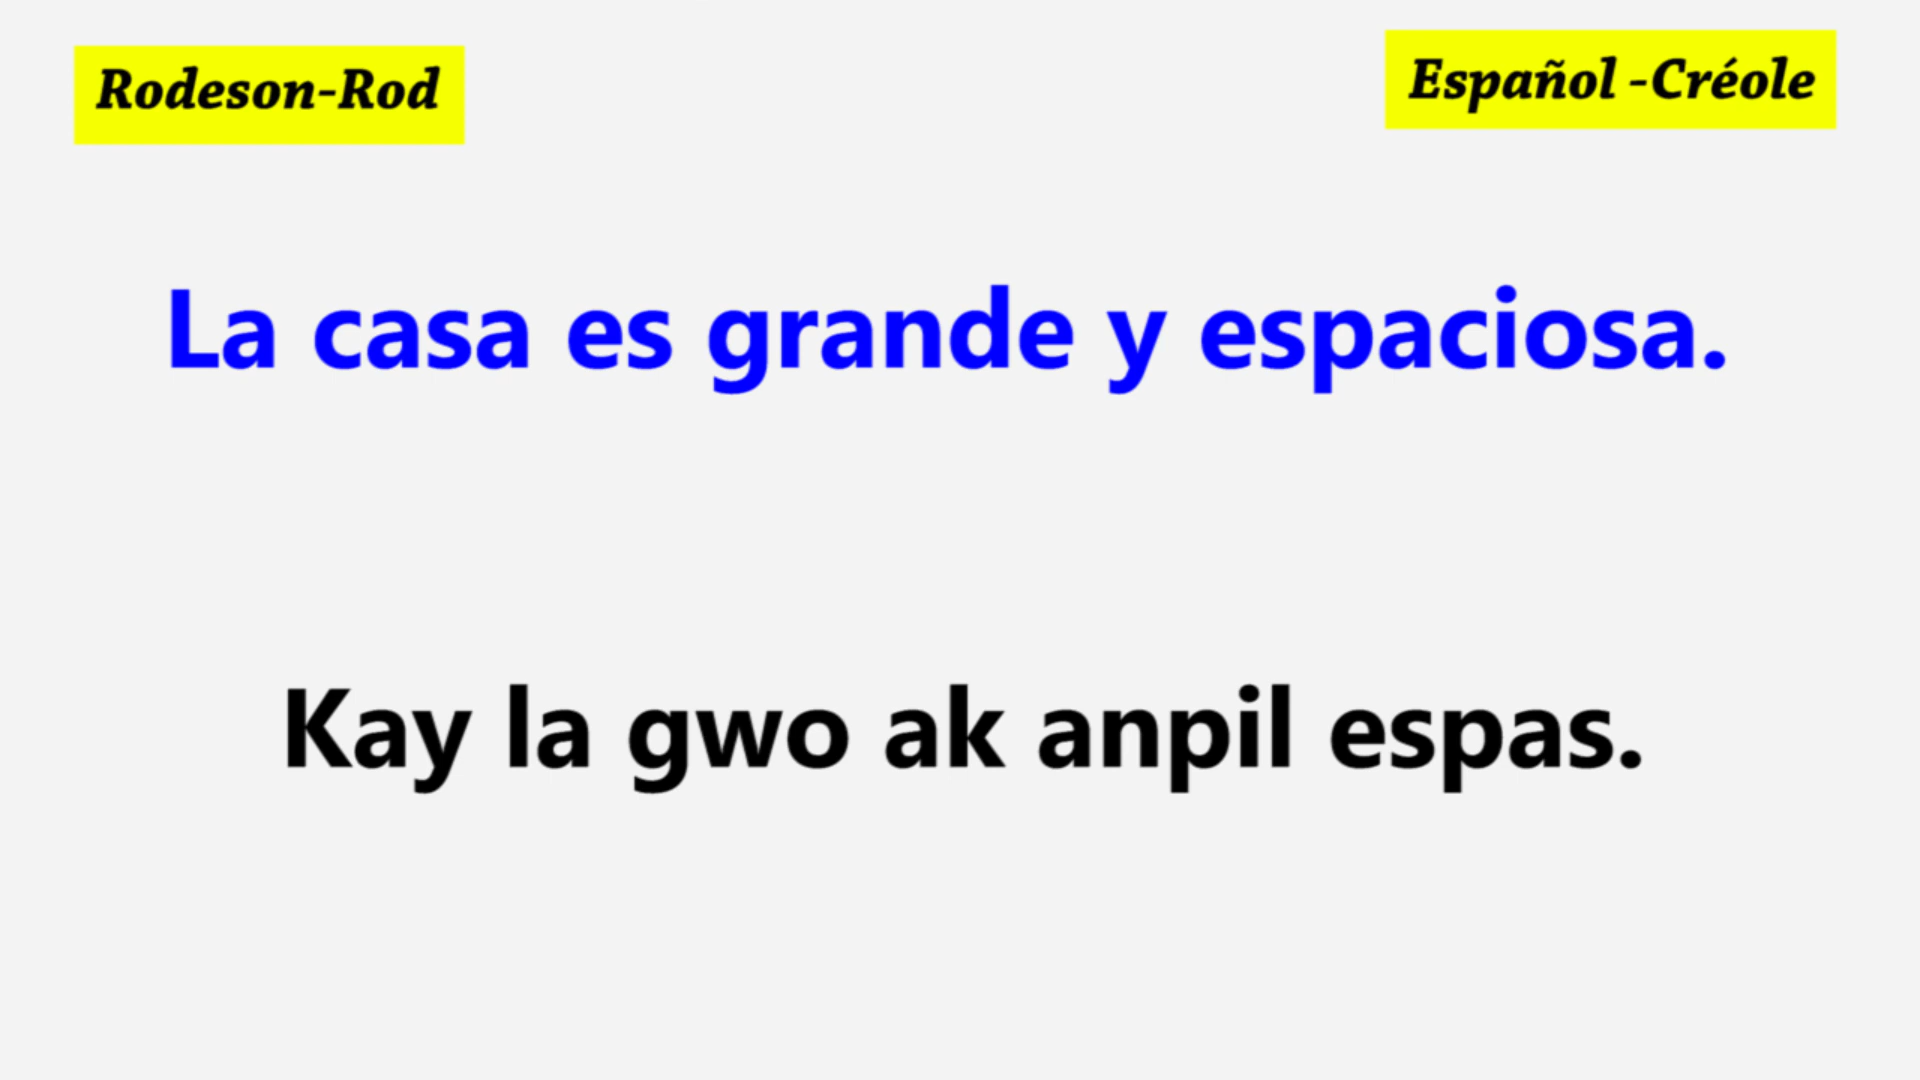 Rodeson-Rod
Español -Créole
La casa es grande y espaciosa.
Kay la gwo ak anpil espas.